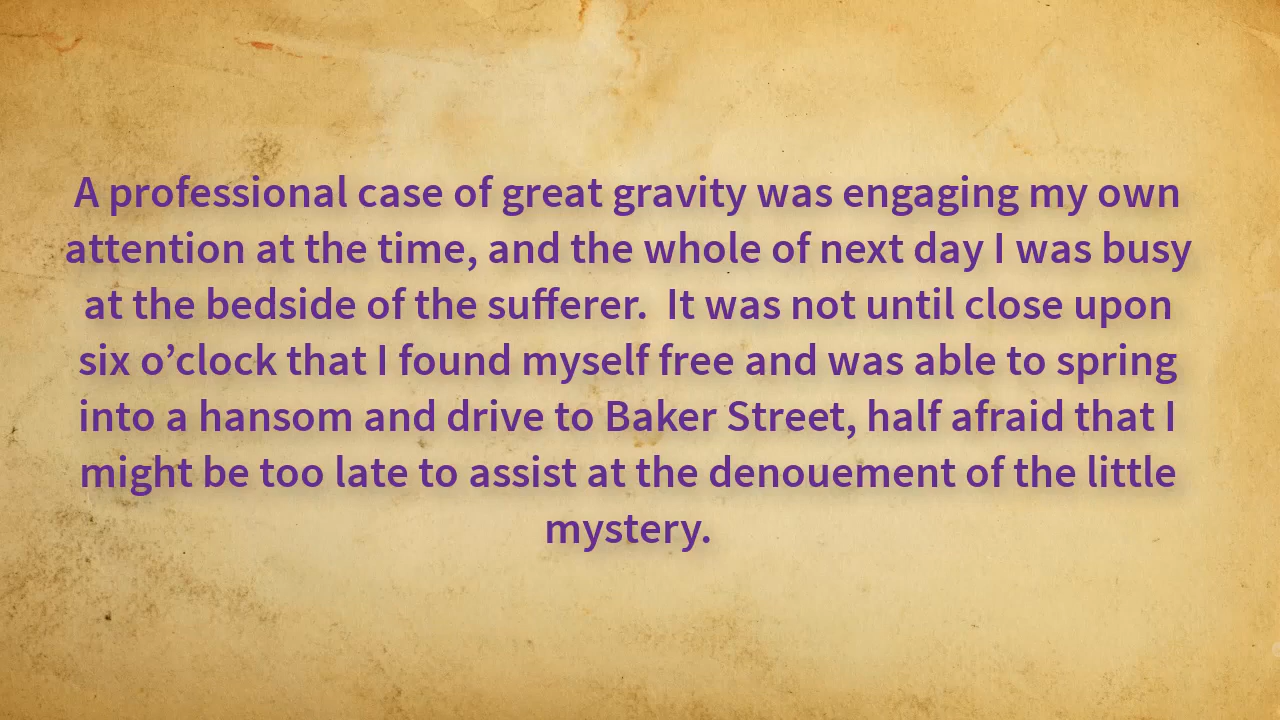 A professional case of great gravity was engaging my own
attention at the time, and the whole of next day I was busy
at the bedside of the sufferer.  It was not until close upon
six o’clock that I found myself free and was able to spring
into a hansom and drive to Baker Street, half afraid that I
might be too late to assist at the denouement of the little
mystery.